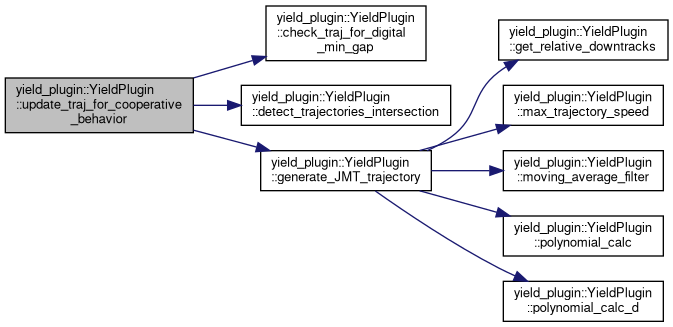 yield_plugin::YieldPlugin
::update_traj_for_cooperative
_behavior
yield_plugin::YieldPlugin
::check_traj_for_digital
_min_gap
yield_plugin::YieldPlugin
::detect_trajectories_intersection
yield_plugin::YieldPlugin
::generate_JMT_trajectory
yield_plugin::YieldPlugin
::get_relative_downtracks
yield_plugin::YieldPlugin
::max_trajectory_speed
yield_plugin::YieldPlugin
::moving_average_filter
yield_plugin::YieldPlugin
::polynomial_calc
yield_plugin::YieldPlugin
::polynomial_calc_d